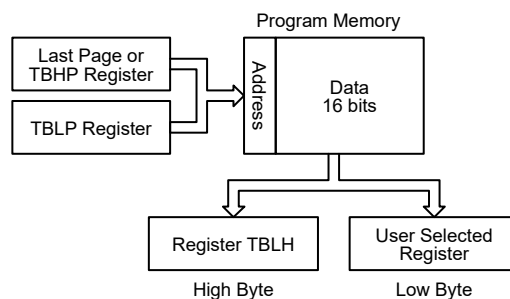 Program Memory
Last Page or
TBHP Register
TBLP Register
Address
Data
16 bits
Register TBLH
User Selected
Register
High Byte
Low Byte